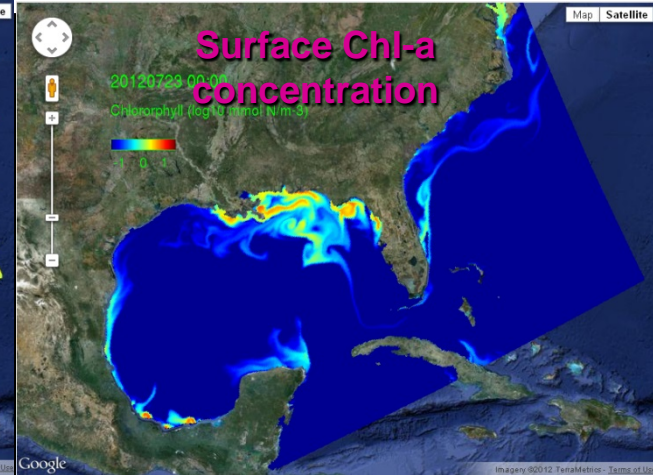 e
Map Satellite
Surface Chl-a
20120723 00:00
concentration
Chlorophyll (log10 mmol N/m-3)
-1 0 1
Google
Use
Imagery ©2012 TerraMetrics - Terms of Us